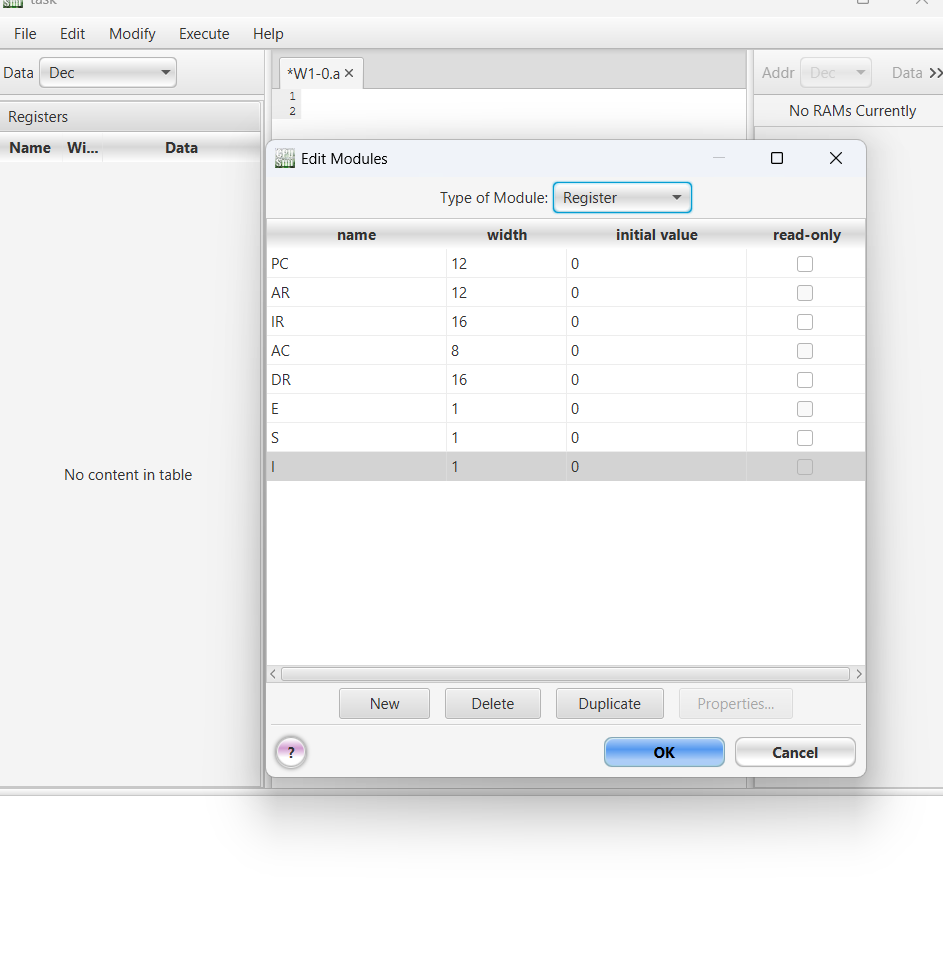 task
File Edit Modify Execute Help
Data Dec
*W1-0.a
Addr Dec Data
1
2
Registers
No RAMs Currently
Name Wi... Data
No content in table
Edit Modules
Type of Module: Register
name width initial value read-only
PC 12 0
AR 12 0
IR 16 0
AC 8 0
DR 16 0
E 1 0
S 1 0
I 1 0
New Delete Duplicate Properties...
? OK Cancel